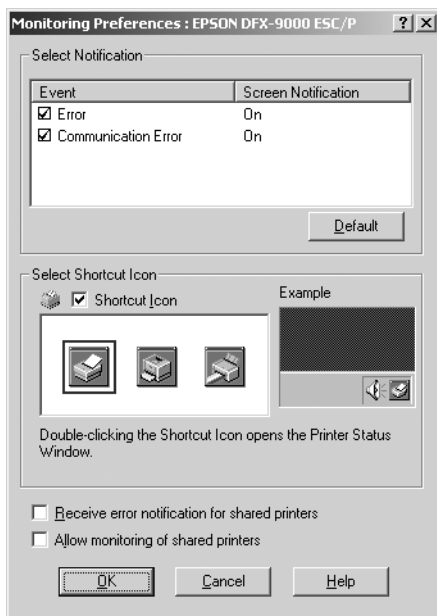 Monitoring Preferences : EPSON DFX-9000 ESC/P
Select Notification
Event Screen Notification
Error On
Communication Error On
Default
Select Shortcut Icon
Shortcut Icon Example
Double-clicking the Shortcut Icon opens the Printer Status
Window.
Receive error notification for shared printers
Allow monitoring of shared printers
OK Cancel Help